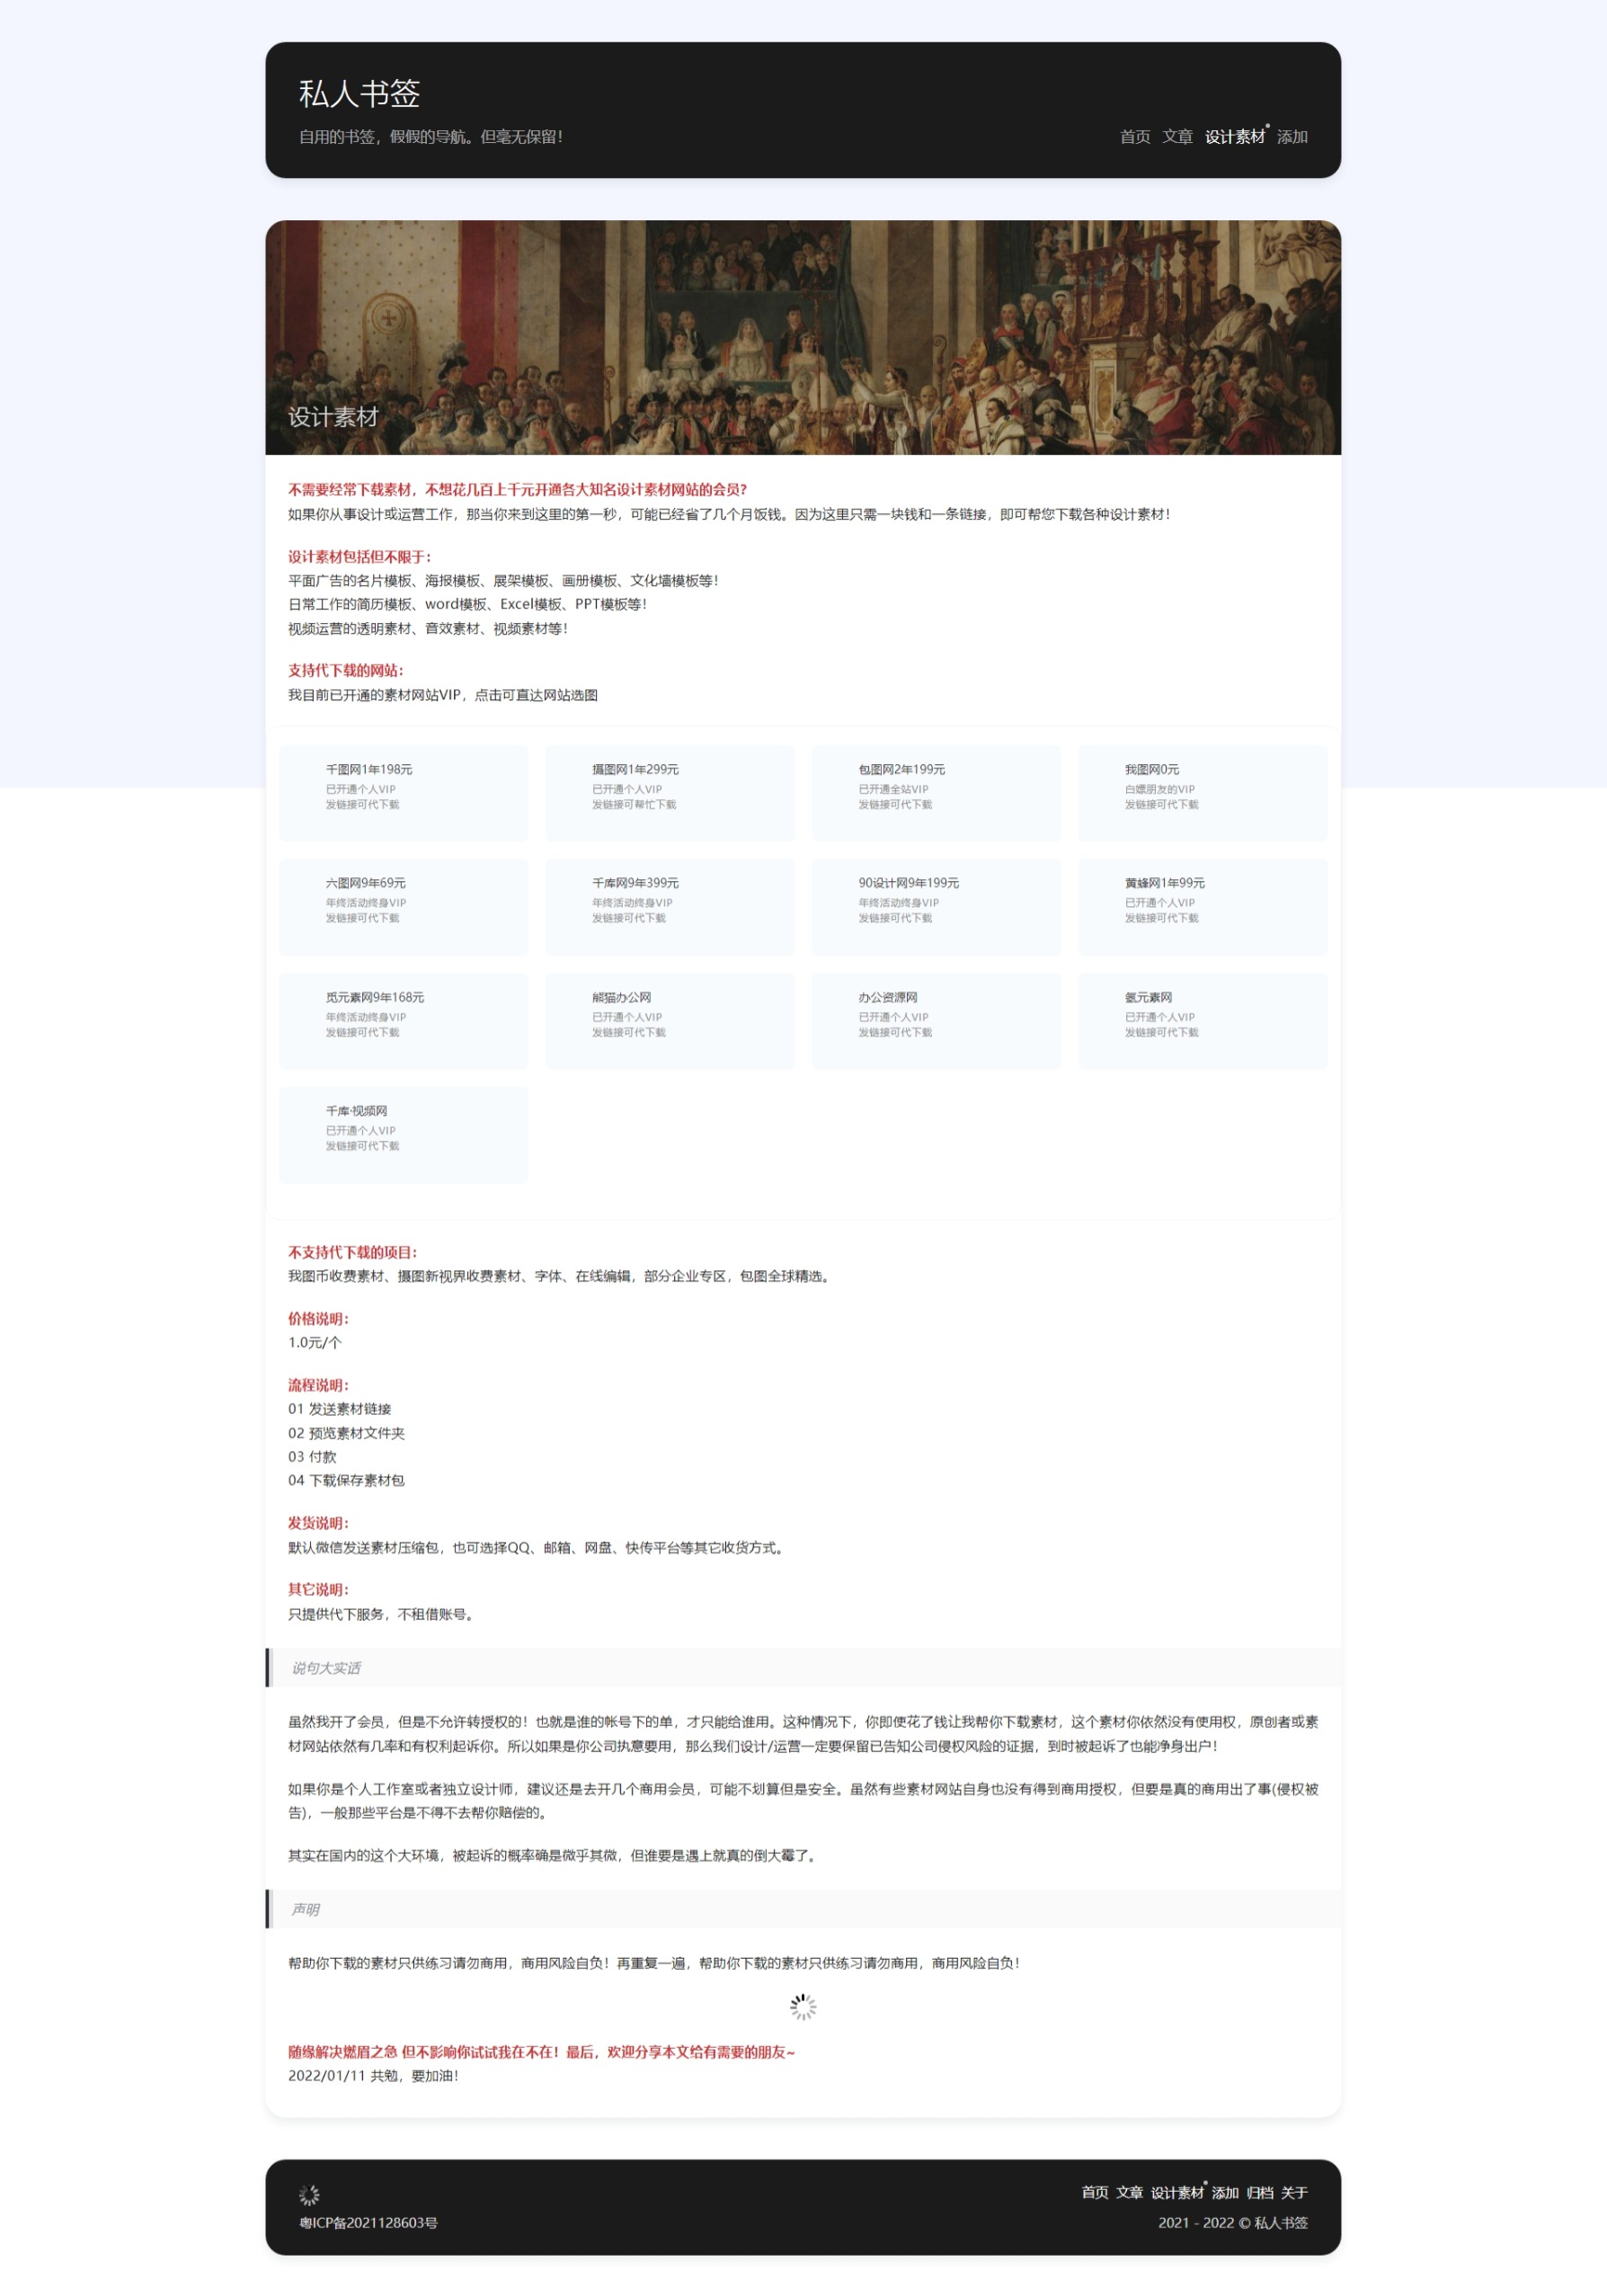 私人书签
自用的书签，假假的导航。但毫无保留！
首页 文章 设计素材 添加
设计素材
不需要经常下载素材，不想花几百上千元开通各大知名设计素材网站的会员？
如果你从事设计或运营工作，那当你来到这里的第一秒，可能已经省了几个月饭钱。因为这里只需一块钱和一条链接，即可帮您下载各种设计素材！
设计素材包括但不限于：
平面广告的名片模板、海报模板、展架模板、画册模板、文化墙模板等！
日常工作的简历模板、word模板、Excel模板、PPT模板等！
视频运营的透明素材、音效素材、视频素材等！
支持代下载的网站：
我目前已开通的素材网站VIP，点击可直达网站选图
千图网1年198元
已开通个人VIP
发链接可代下载
摄图网1年299元
已开通个人VIP
发链接可帮忙下载
包图网2年199元
已开通全站VIP
发链接可代下载
我图网0元
白嫖朋友的VIP
发链接可代下载
六图网9年69元
年终活动终身VIP
发链接可代下载
千库网9年399元
年终活动终身VIP
发链接可代下载
90设计网9年199元
年终活动终身VIP
发链接可代下载
黄蜂网1年99元
已开通个人VIP
发链接可代下载
觅元素网9年168元
年终活动终身VIP
发链接可代下载
熊猫办公网
已开通个人VIP
发链接可代下载
办公资源网
已开通个人VIP
发链接可代下载
氢元素网
已开通个人VIP
发链接可代下载
千库·视频网
已开通个人VIP
发链接可代下载
不支持代下载的项目：
我图币收费素材、摄图新视界收费素材、字体、在线编辑，部分企业专区，包图全球精选。
价格说明：
1.0元/个
流程说明：
01 发送素材链接
02 预览素材文件夹
03 付款
04 下载保存素材包
发货说明：
默认微信发送素材压缩包，也可选择QQ、邮箱、网盘、快传平台等其它收货方式。
其它说明：
只提供代下服务，不租借账号。
说句大实话
虽然我开了会员，但是不允许转授权的！也就是谁的帐号下的单，才只能给谁用。这种情况下，你即使花了钱让我帮你下载素材，这个素材你依然没有使用权，原创者或素
材网站依然有几率和有权利起诉你。所以如果是你公司执意要用，那么我们设计/运营一定要保留已告知公司侵权风险的证据，到时被起诉了也能净身出户！
如果你是个人工作室或者独立设计师，建议还是去开几个商用会员，可能不划算但是安全。虽然有些素材网站自身也没有得到商用授权，但要是真的商用出了事(侵权被
告)，一般那些平台是不得不去帮你赔偿的。
其实在国内的这个大环境，被起诉的概率确是微乎其微，但谁要是遇上就真的倒大霉了。
声明
帮助你下载的素材只供练习请勿商用，商用风险自负！再重复一遍，帮助你下载的素材只供练习请勿商用，商用风险自负！
随缘解决燃眉之急 但不影响你试试我在不在！最后，欢迎分享本文给有需要的朋友~
2022/01/11 共勉，要加油！
首页 文章 设计素材 添加 归档 关于
粤ICP备2021128603号
2021 - 2022 © 私人书签